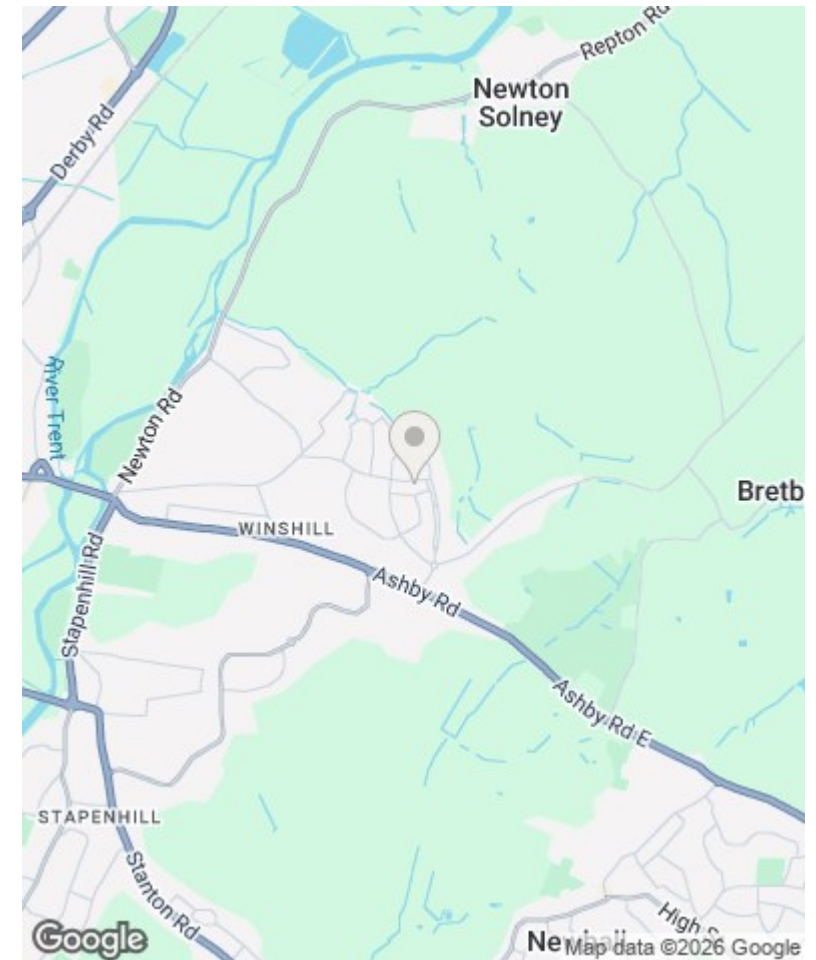 Repton Rd
Newton
Solney
Derby Rd
River Trent
Newton Rd
Bretb
WINSHILL
Ashby Rd
Stapenhill Rd
Ashby Rd E
STAPENHILL
Stanton Rd
High S
Google
Map data ©2026 Google